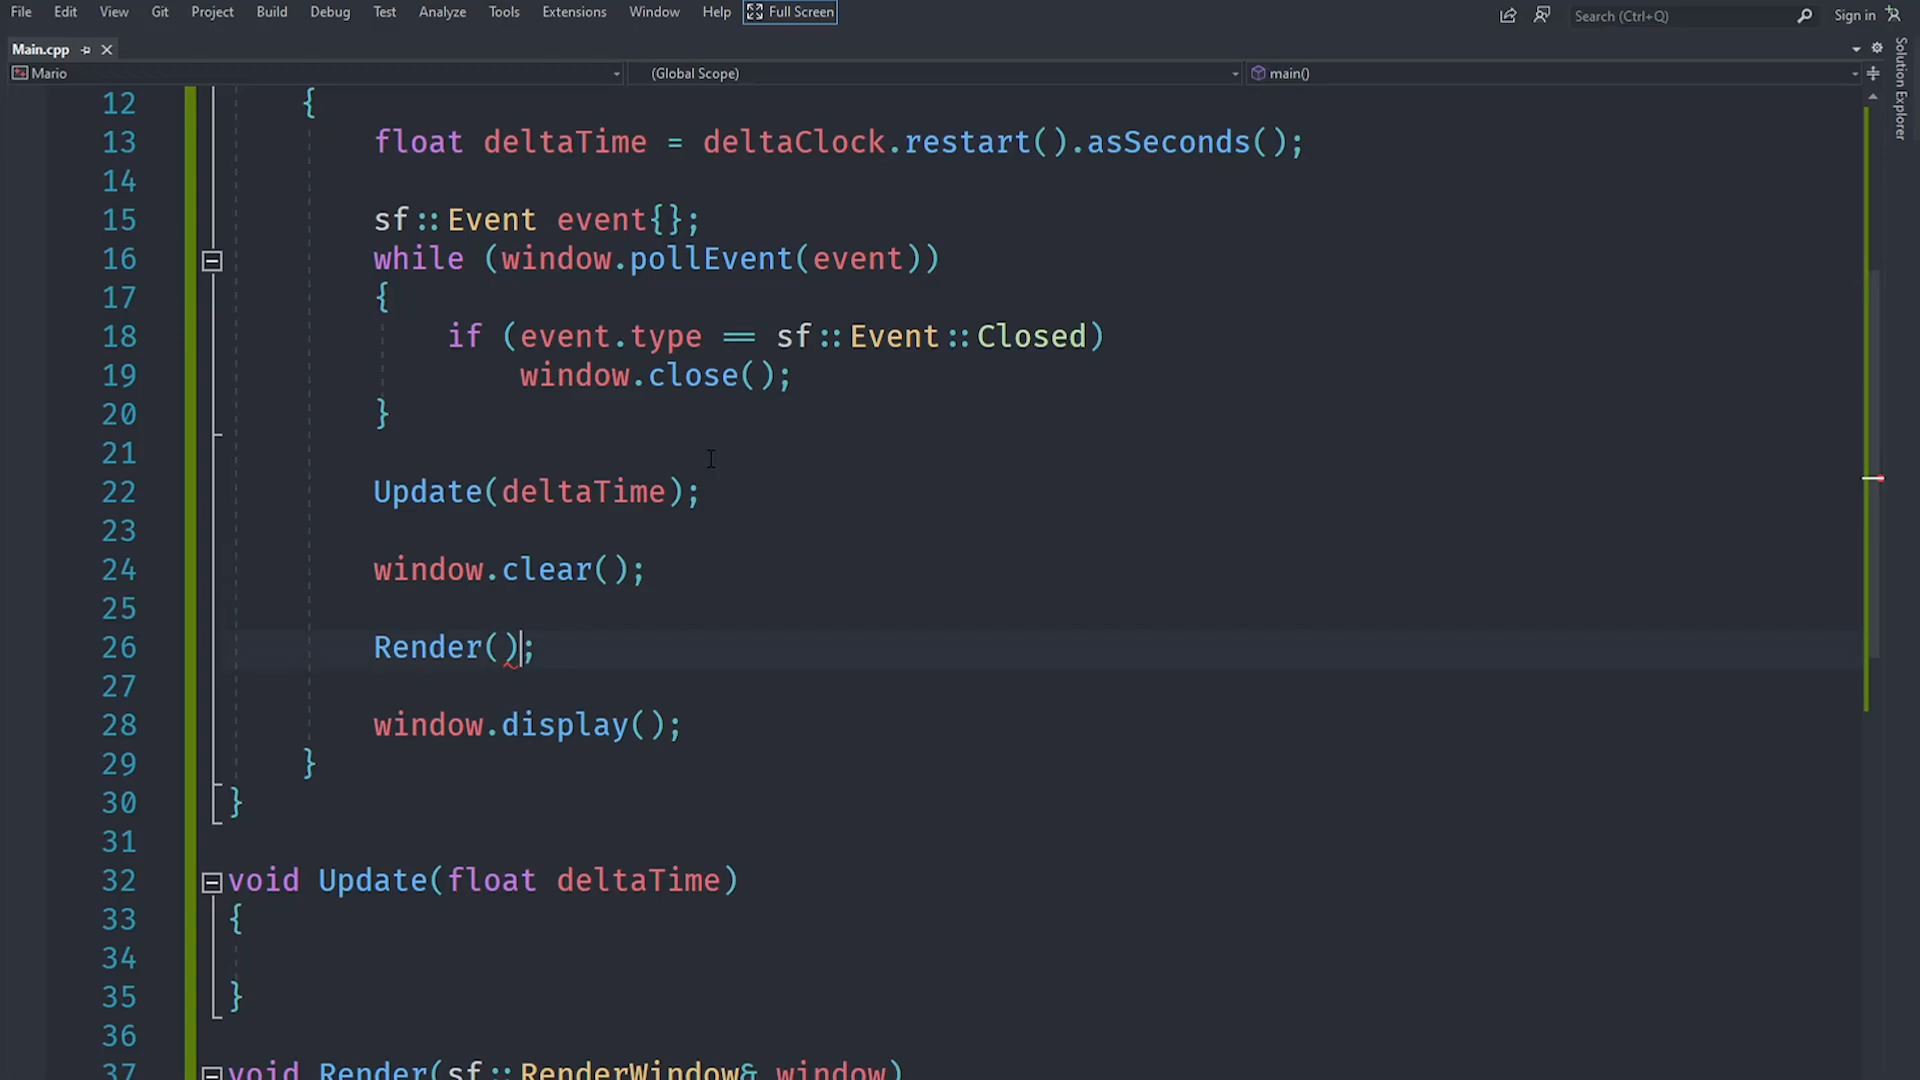 File Edit View Git Project Build Debug Test Analyze Tools Extensions Window Help Full Screen Search (Ctrl+Q) Sign in
Main.cpp
Mario (Global Scope) main()
Solution Explorer
12 {
13 float deltaTime = deltaClock.restart().asSeconds();
14
15 sf::Event event{};
16 while (window.pollEvent(event))
17 {
18 if (event.type == sf::Event::Closed)
19 window.close();
20 }
21
22 Update(deltaTime);
23
24 window.clear();
25
26 Render();
27
28 window.display();
29 }
30 }
31
32 void Update(float deltaTime)
33 {
34
35 }
36
37 void Render(sf::RenderWindow& window)